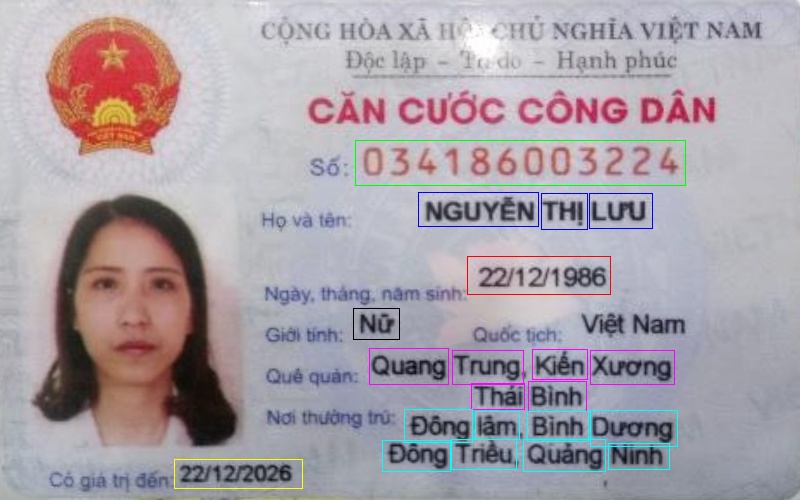 CỘNG HÒA XÃ HỘI CHỦ NGHĨA VIỆT NAM
Độc lập – Tự do – Hạnh phúc
CĂN CƯỚC CÔNG DÂN
Số: 034186003224
Họ và tên: NGUYỄN THỊ LƯU
Ngày, tháng, năm sinh: 22/12/1986
Giới tính: Nữ Quốc tịch: Việt Nam
Quê quán: Quang Trung, Kiến Xương
Thái Bình
Nơi thường trú: Đông lâm, Bình Dương
Đông Triều, Quảng Ninh
Có giá trị đến: 22/12/2026